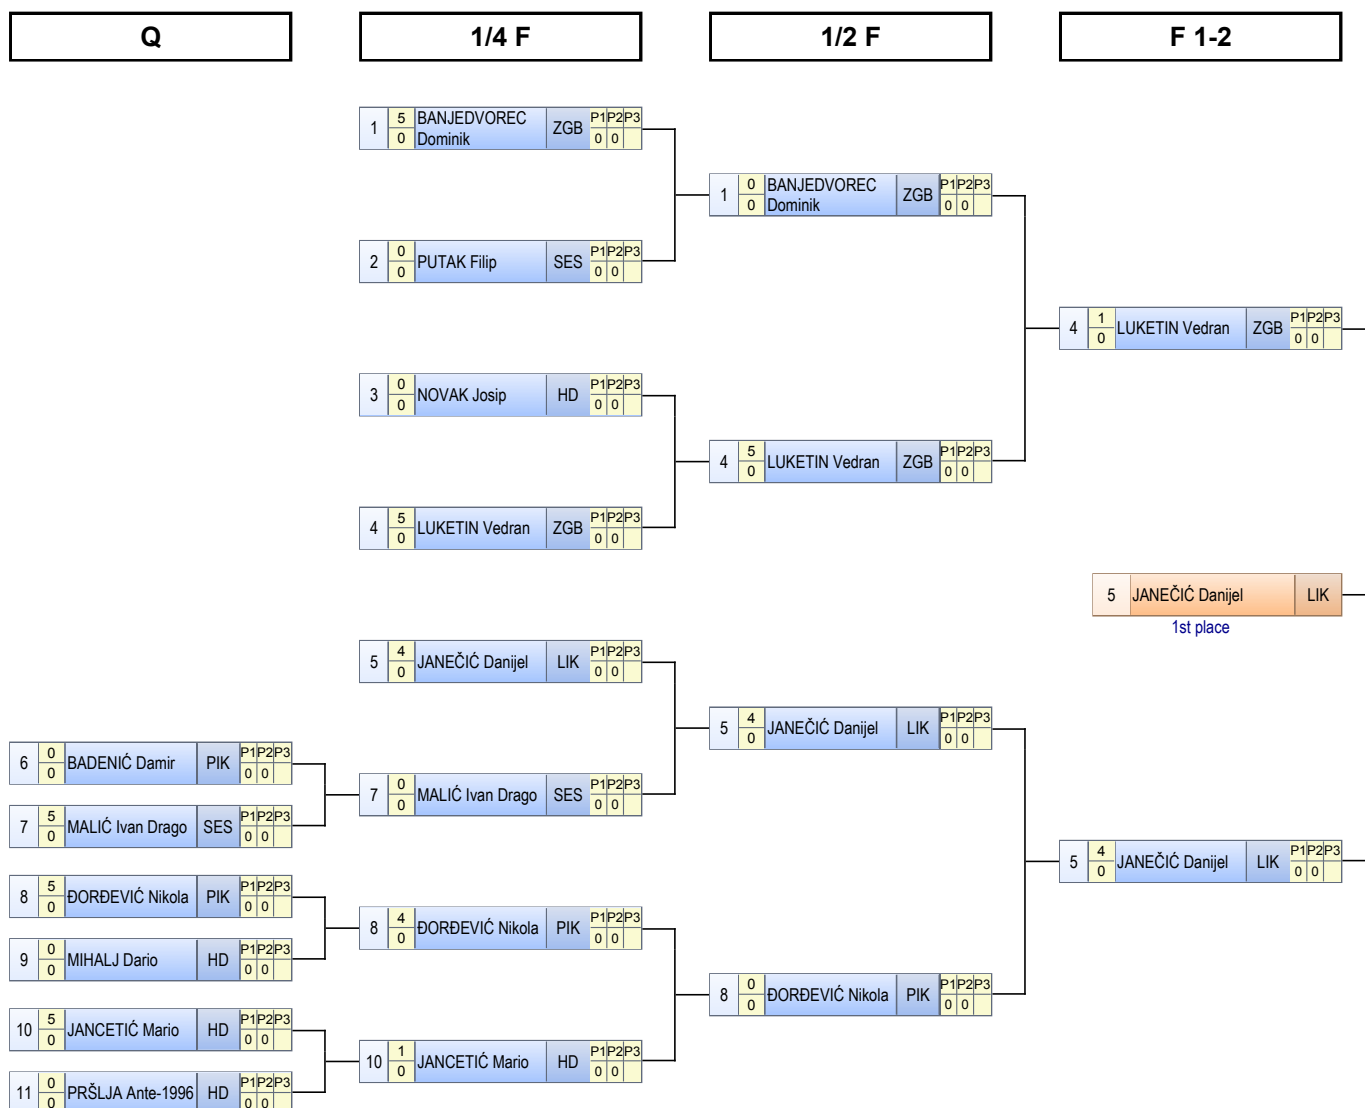 Q
1/4 F
1/2 F
F 1-2
1 5 BANJEDVOREC ZGB P1 P2 P3
0 Dominik 0 0
1 0 BANJEDVOREC ZGB P1 P2 P3
0 Dominik 0 0
2 0 PUTAK Filip SES P1 P2 P3
0 0 0
4 1 LUKETIN Vedran ZGB P1 P2 P3
0 0 0
3 0 NOVAK Josip HD P1 P2 P3
0 0 0
4 5 LUKETIN Vedran ZGB P1 P2 P3
0 0 0
4 5 LUKETIN Vedran ZGB P1 P2 P3
0 0 0
5 JANEČIĆ Danijel LIK
1st place
5 4 JANEČIĆ Danijel LIK P1 P2 P3
0 0 0
5 4 JANEČIĆ Danijel LIK P1 P2 P3
0 0 0
6 0 BADENIĆ Damir PIK P1 P2 P3
0 0 0
7 0 MALIĆ Ivan Drago SES P1 P2 P3
0 0 0
7 5 MALIĆ Ivan Drago SES P1 P2 P3
0 0 0
5 4 JANEČIĆ Danijel LIK P1 P2 P3
0 0 0
8 5 ĐORĐEVIĆ Nikola PIK P1 P2 P3
0 0 0
8 4 ĐORĐEVIĆ Nikola PIK P1 P2 P3
0 0 0
9 0 MIHALJ Dario HD P1 P2 P3
0 0 0
8 0 ĐORĐEVIĆ Nikola PIK P1 P2 P3
0 0 0
10 5 JANCETIĆ Mario HD P1 P2 P3
0 0 0
10 1 JANCETIĆ Mario HD P1 P2 P3
0 0 0
11 0 PRŠLJA Ante-1996 HD P1 P2 P3
0 0 0